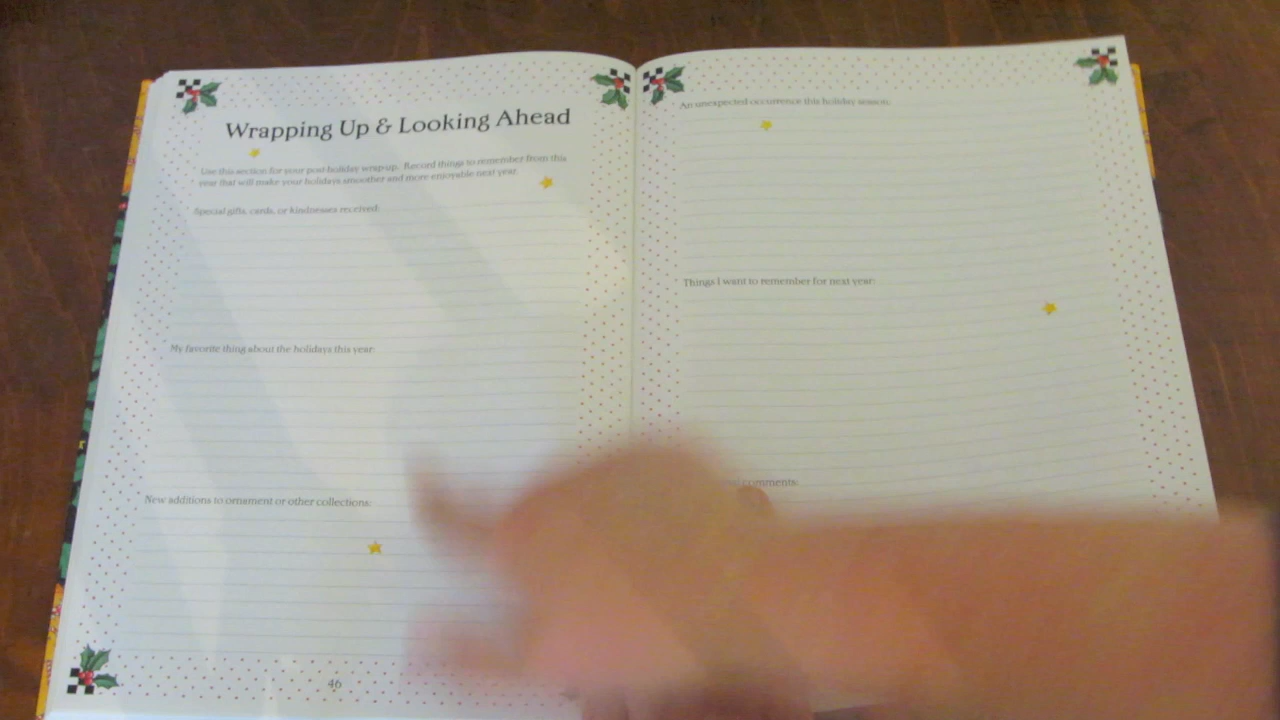 Wrapping Up & Looking Ahead
Use this section for your post-holiday wrap-up. Record things to remember from this
year that will make your holidays smoother and more enjoyable next year.
Special gifts, cards, or kindnesses received:
My favorite thing about the holidays this year:
New additions to ornament or other collections:
46
An unexpected occurrence this holiday season:
Things I want to remember for next year:
comments: